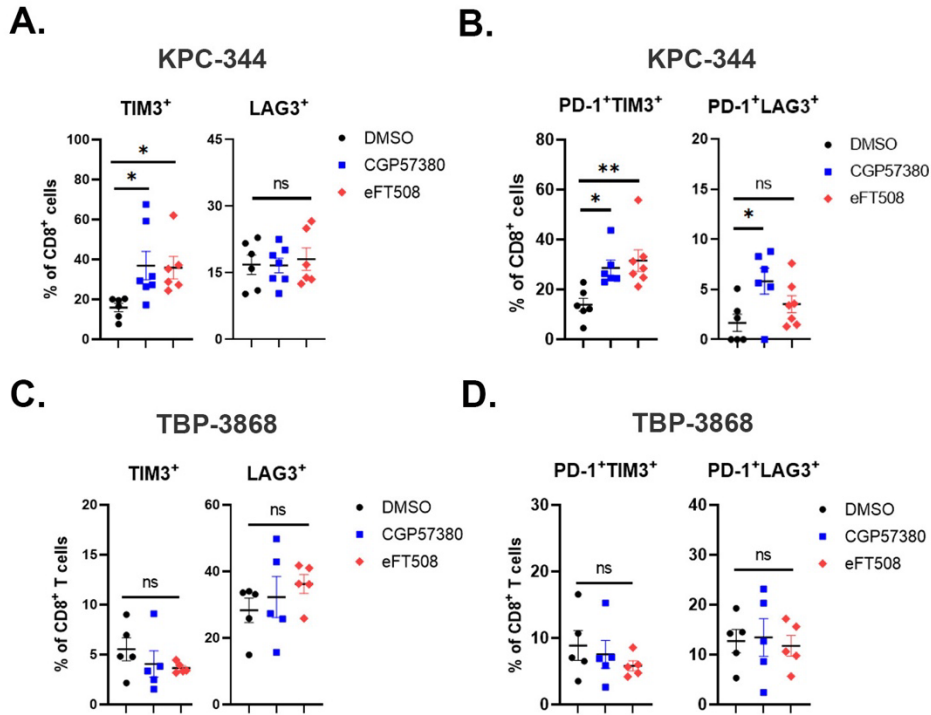 A.
KPC-344
TIM3⁺
LAG3⁺
% of CD8⁺ cells
100
80
60
40
20
0
*
*
45
30
15
0
ns
DMSO
CGP57380
eFT508
B.
KPC-344
PD-1⁺TIM3⁺
PD-1⁺LAG3⁺
% of CD8⁺ cells
80
60
40
20
0
**
*
20
15
10
5
0
ns
*
DMSO
CGP57380
eFT508
C.
TBP-3868
TIM3⁺
LAG3⁺
% of CD8⁺ T cells
20
15
10
5
0
ns
60
40
20
0
ns
DMSO
CGP57380
eFT508
D.
TBP-3868
PD-1⁺TIM3⁺
PD-1⁺LAG3⁺
% of CD8⁺ T cells
30
20
10
0
ns
40
30
20
10
0
ns
DMSO
CGP57380
eFT508